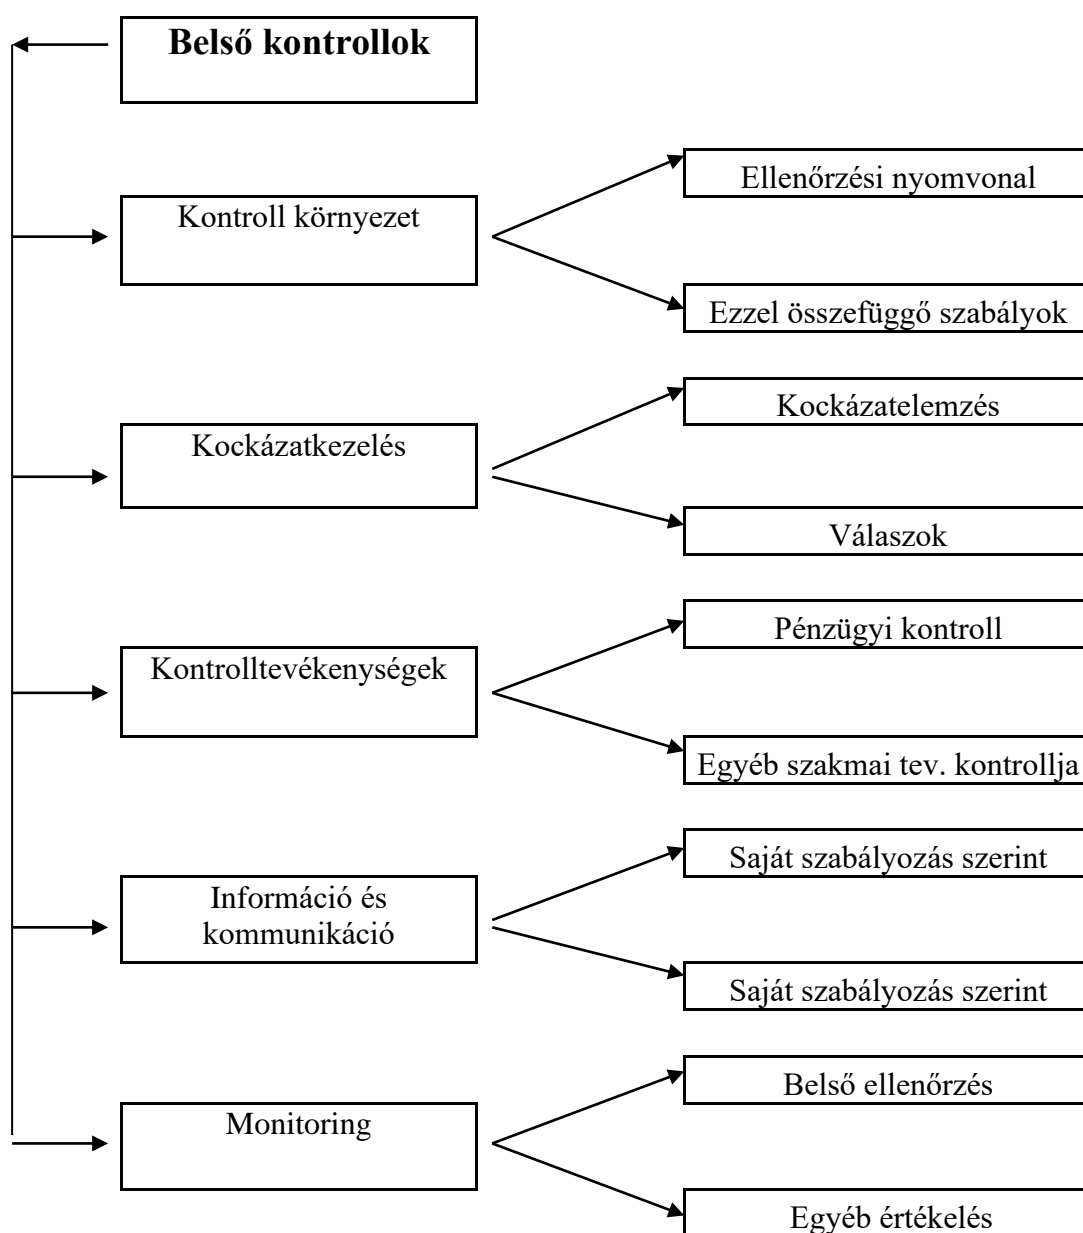 Belső kontrollok
Ellenőrzési nyomvonal
Kontroll környezet
Ezzel összefüggő szabályok
Kockázatelemzés
Kockázatkezelés
Válaszok
Pénzügyi kontroll
Kontrolltevékenységek
Egyéb szakmai tev. kontrollja
Saját szabályozás szerint
Információ és
kommunikáció
Saját szabályozás szerint
Belső ellenőrzés
Monitoring
Egyéb értékelés